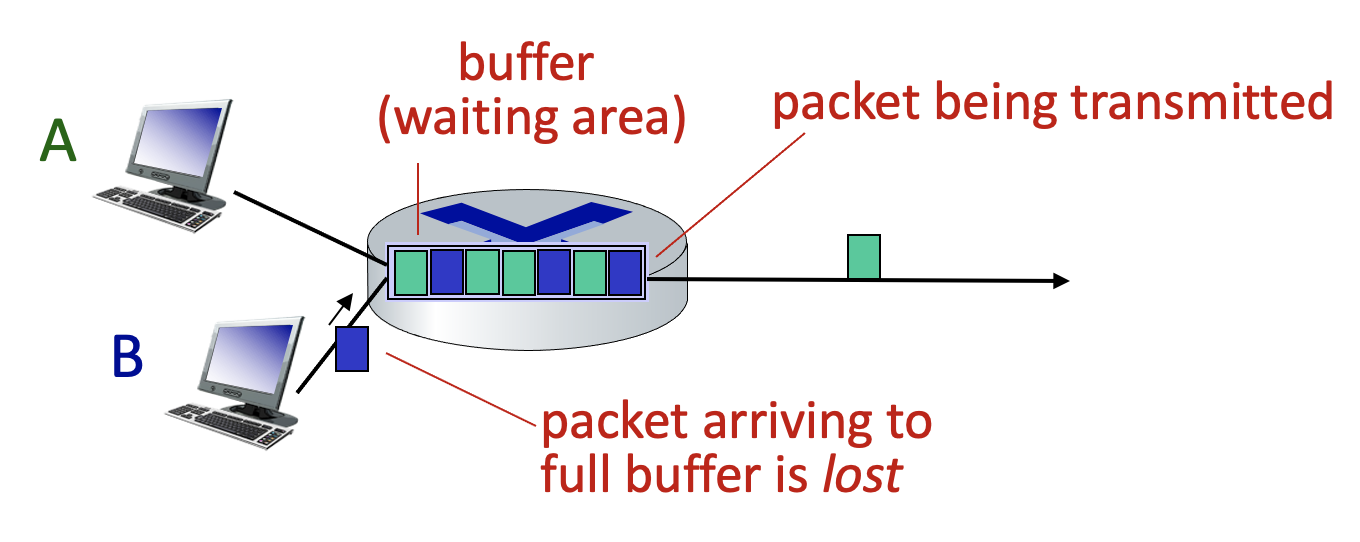 buffer
(waiting area)
packet being transmitted
A
B
packet arriving to
full buffer is lost